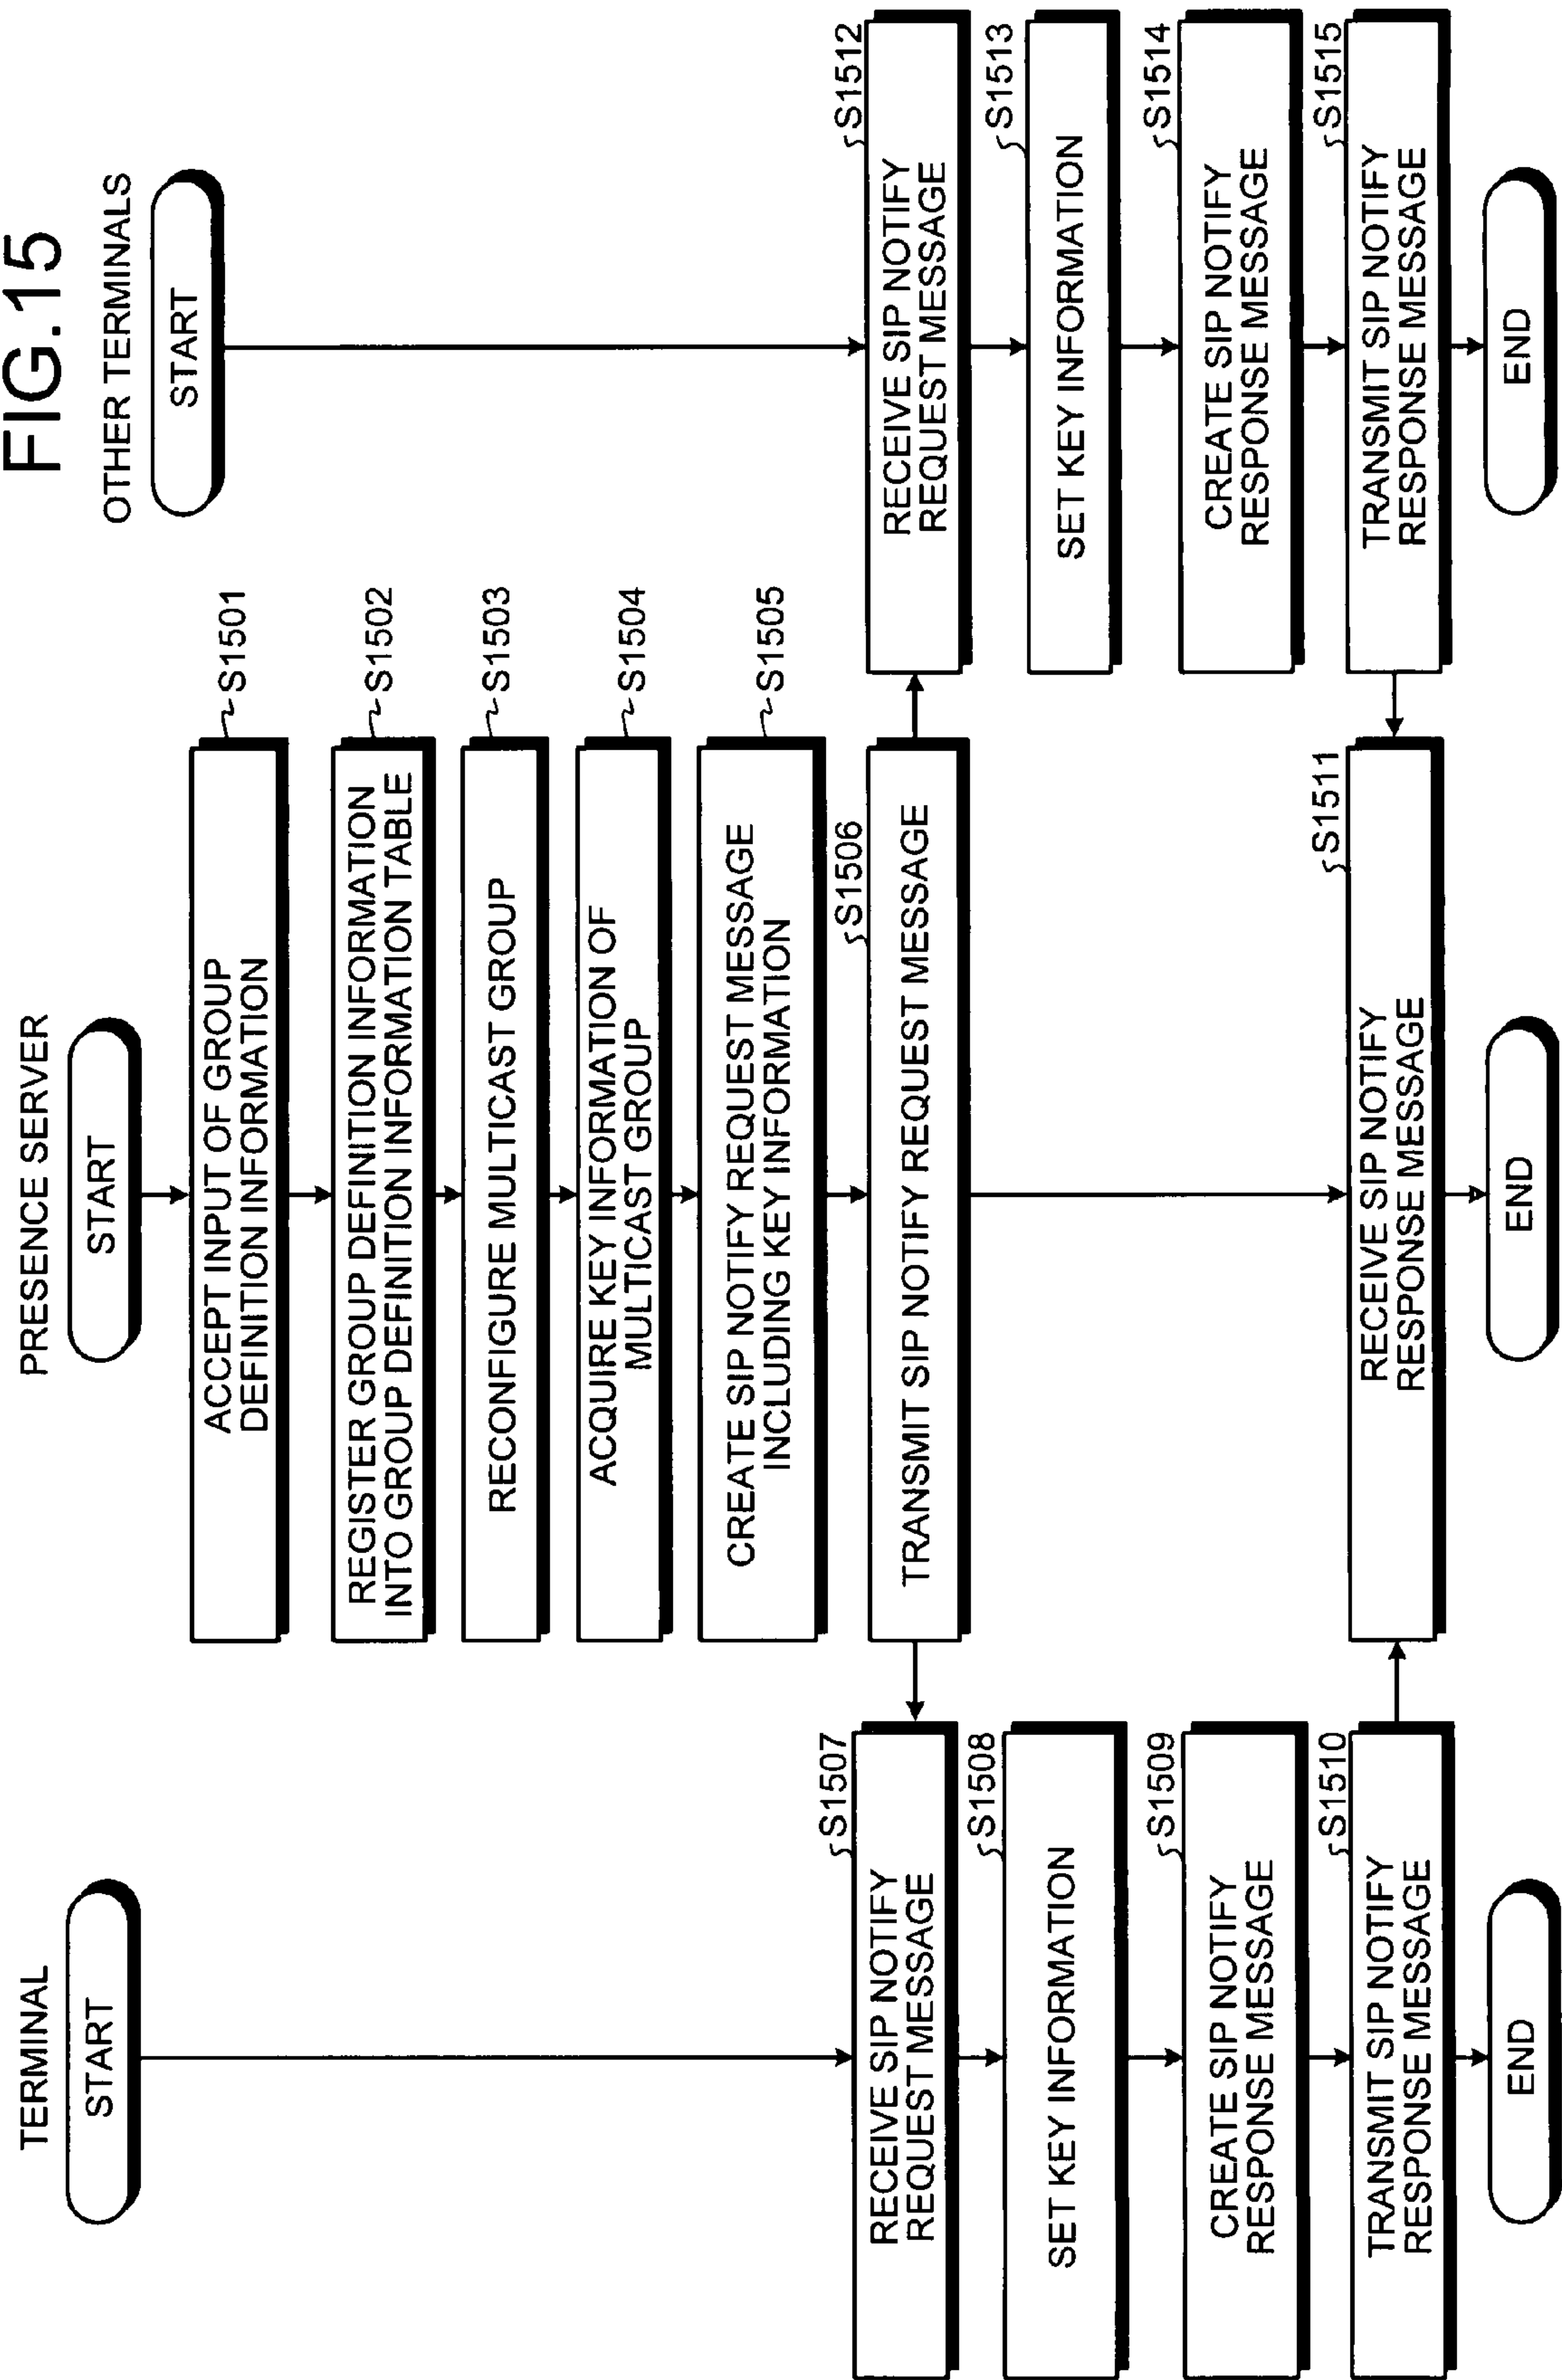 FIG.15
TERMINAL
START
S1507
RECEIVE SIP NOTIFY
REQUEST MESSAGE
S1508
SET KEY INFORMATION
S1509
CREATE SIP NOTIFY
RESPONSE MESSAGE
S1510
TRANSMIT SIP NOTIFY
RESPONSE MESSAGE
END
PRESENCE SERVER
START
S1501
ACCEPT INPUT OF GROUP
DEFINITION INFORMATION
S1502
REGISTER GROUP DEFINITION INFORMATION
INTO GROUP DEFINITION INFORMATION TABLE
S1503
RECONFIGURE MULTICAST GROUP
S1504
ACQUIRE KEY INFORMATION OF
MULTICAST GROUP
S1505
CREATE SIP NOTIFY REQUEST MESSAGE
INCLUDING KEY INFORMATION
S1506
TRANSMIT SIP NOTIFY REQUEST MESSAGE
S1511
RECEIVE SIP NOTIFY
RESPONSE MESSAGE
END
OTHER TERMINALS
START
S1512
RECEIVE SIP NOTIFY
REQUEST MESSAGE
S1513
SET KEY INFORMATION
S1514
CREATE SIP NOTIFY
RESPONSE MESSAGE
S1515
TRANSMIT SIP NOTIFY
RESPONSE MESSAGE
END